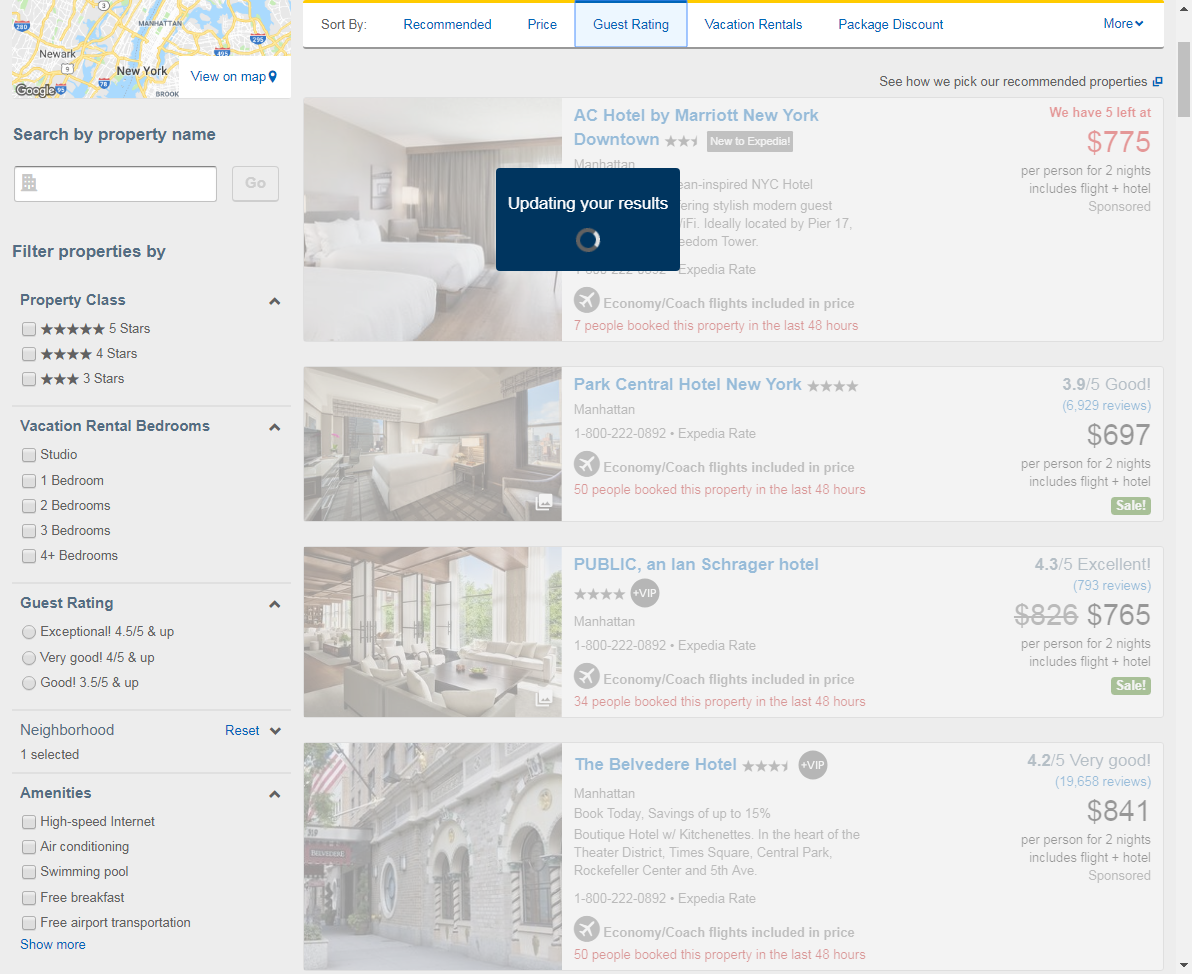 MANHATTAN
Newark
New York
BROOK
Google
View on map
Search by property name
Go
Filter properties by
Property Class
5 Stars
4 Stars
3 Stars
Vacation Rental Bedrooms
Studio
1 Bedroom
2 Bedrooms
3 Bedrooms
4+ Bedrooms
Guest Rating
Exceptional! 4.5/5 & up
Very good! 4/5 & up
Good! 3.5/5 & up
Neighborhood Reset
1 selected
Amenities
High-speed Internet
Air conditioning
Swimming pool
Free breakfast
Free airport transportation
Show more
Sort By: Recommended Price Guest Rating Vacation Rentals Package Discount More
See how we pick our recommended properties
Updating your results
AC Hotel by Marriott New York
Downtown New to Expedia!
Manhattan
ean-inspired NYC Hotel
ering stylish modern guest
iFi. Ideally located by Pier 17,
eedom Tower.
1-800-222-0892 • Expedia Rate
Economy/Coach flights included in price
7 people booked this property in the last 48 hours
We have 5 left at
$775
per person for 2 nights
includes flight + hotel
Sponsored
Park Central Hotel New York
Manhattan
1-800-222-0892 • Expedia Rate
Economy/Coach flights included in price
50 people booked this property in the last 48 hours
3.9/5 Good!
(6,929 reviews)
$697
per person for 2 nights
includes flight + hotel
Sale!
PUBLIC, an Ian Schrager hotel
+VIP
Manhattan
1-800-222-0892 • Expedia Rate
Economy/Coach flights included in price
34 people booked this property in the last 48 hours
4.3/5 Excellent!
(793 reviews)
$826 $765
per person for 2 nights
includes flight + hotel
Sale!
BELVEDERE
The Belvedere Hotel +VIP
Manhattan
Book Today, Savings of up to 15%
Boutique Hotel w/ Kitchenettes. In the heart of the
Theater District, Times Square, Central Park,
Rockefeller Center and 5th Ave.
1-800-222-0892 • Expedia Rate
Economy/Coach flights included in price
50 people booked this property in the last 48 hours
4.2/5 Very good!
(19,658 reviews)
$841
per person for 2 nights
includes flight + hotel
Sponsored